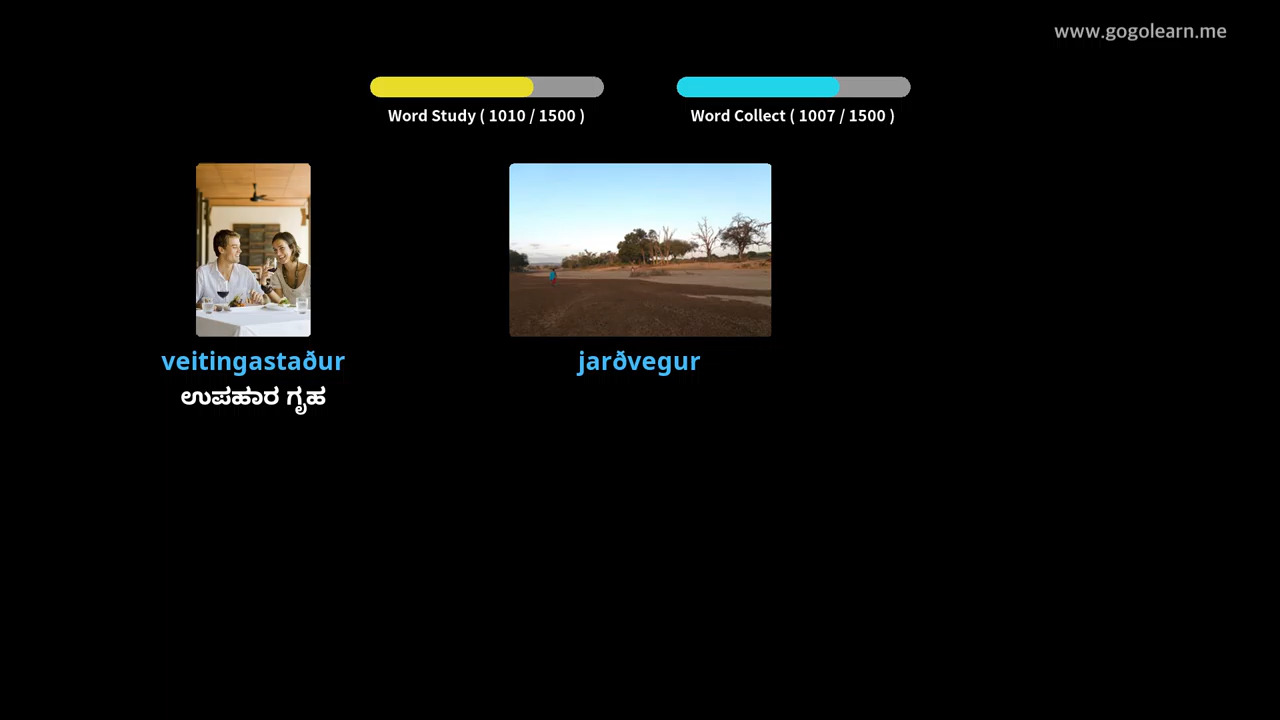 www.gogolearn.me
Word Study ( 1010 / 1500 )
Word Collect ( 1007 / 1500 )
veitingastaður
ಉಪಹಾರ ಗೃಹ
jarðvegur